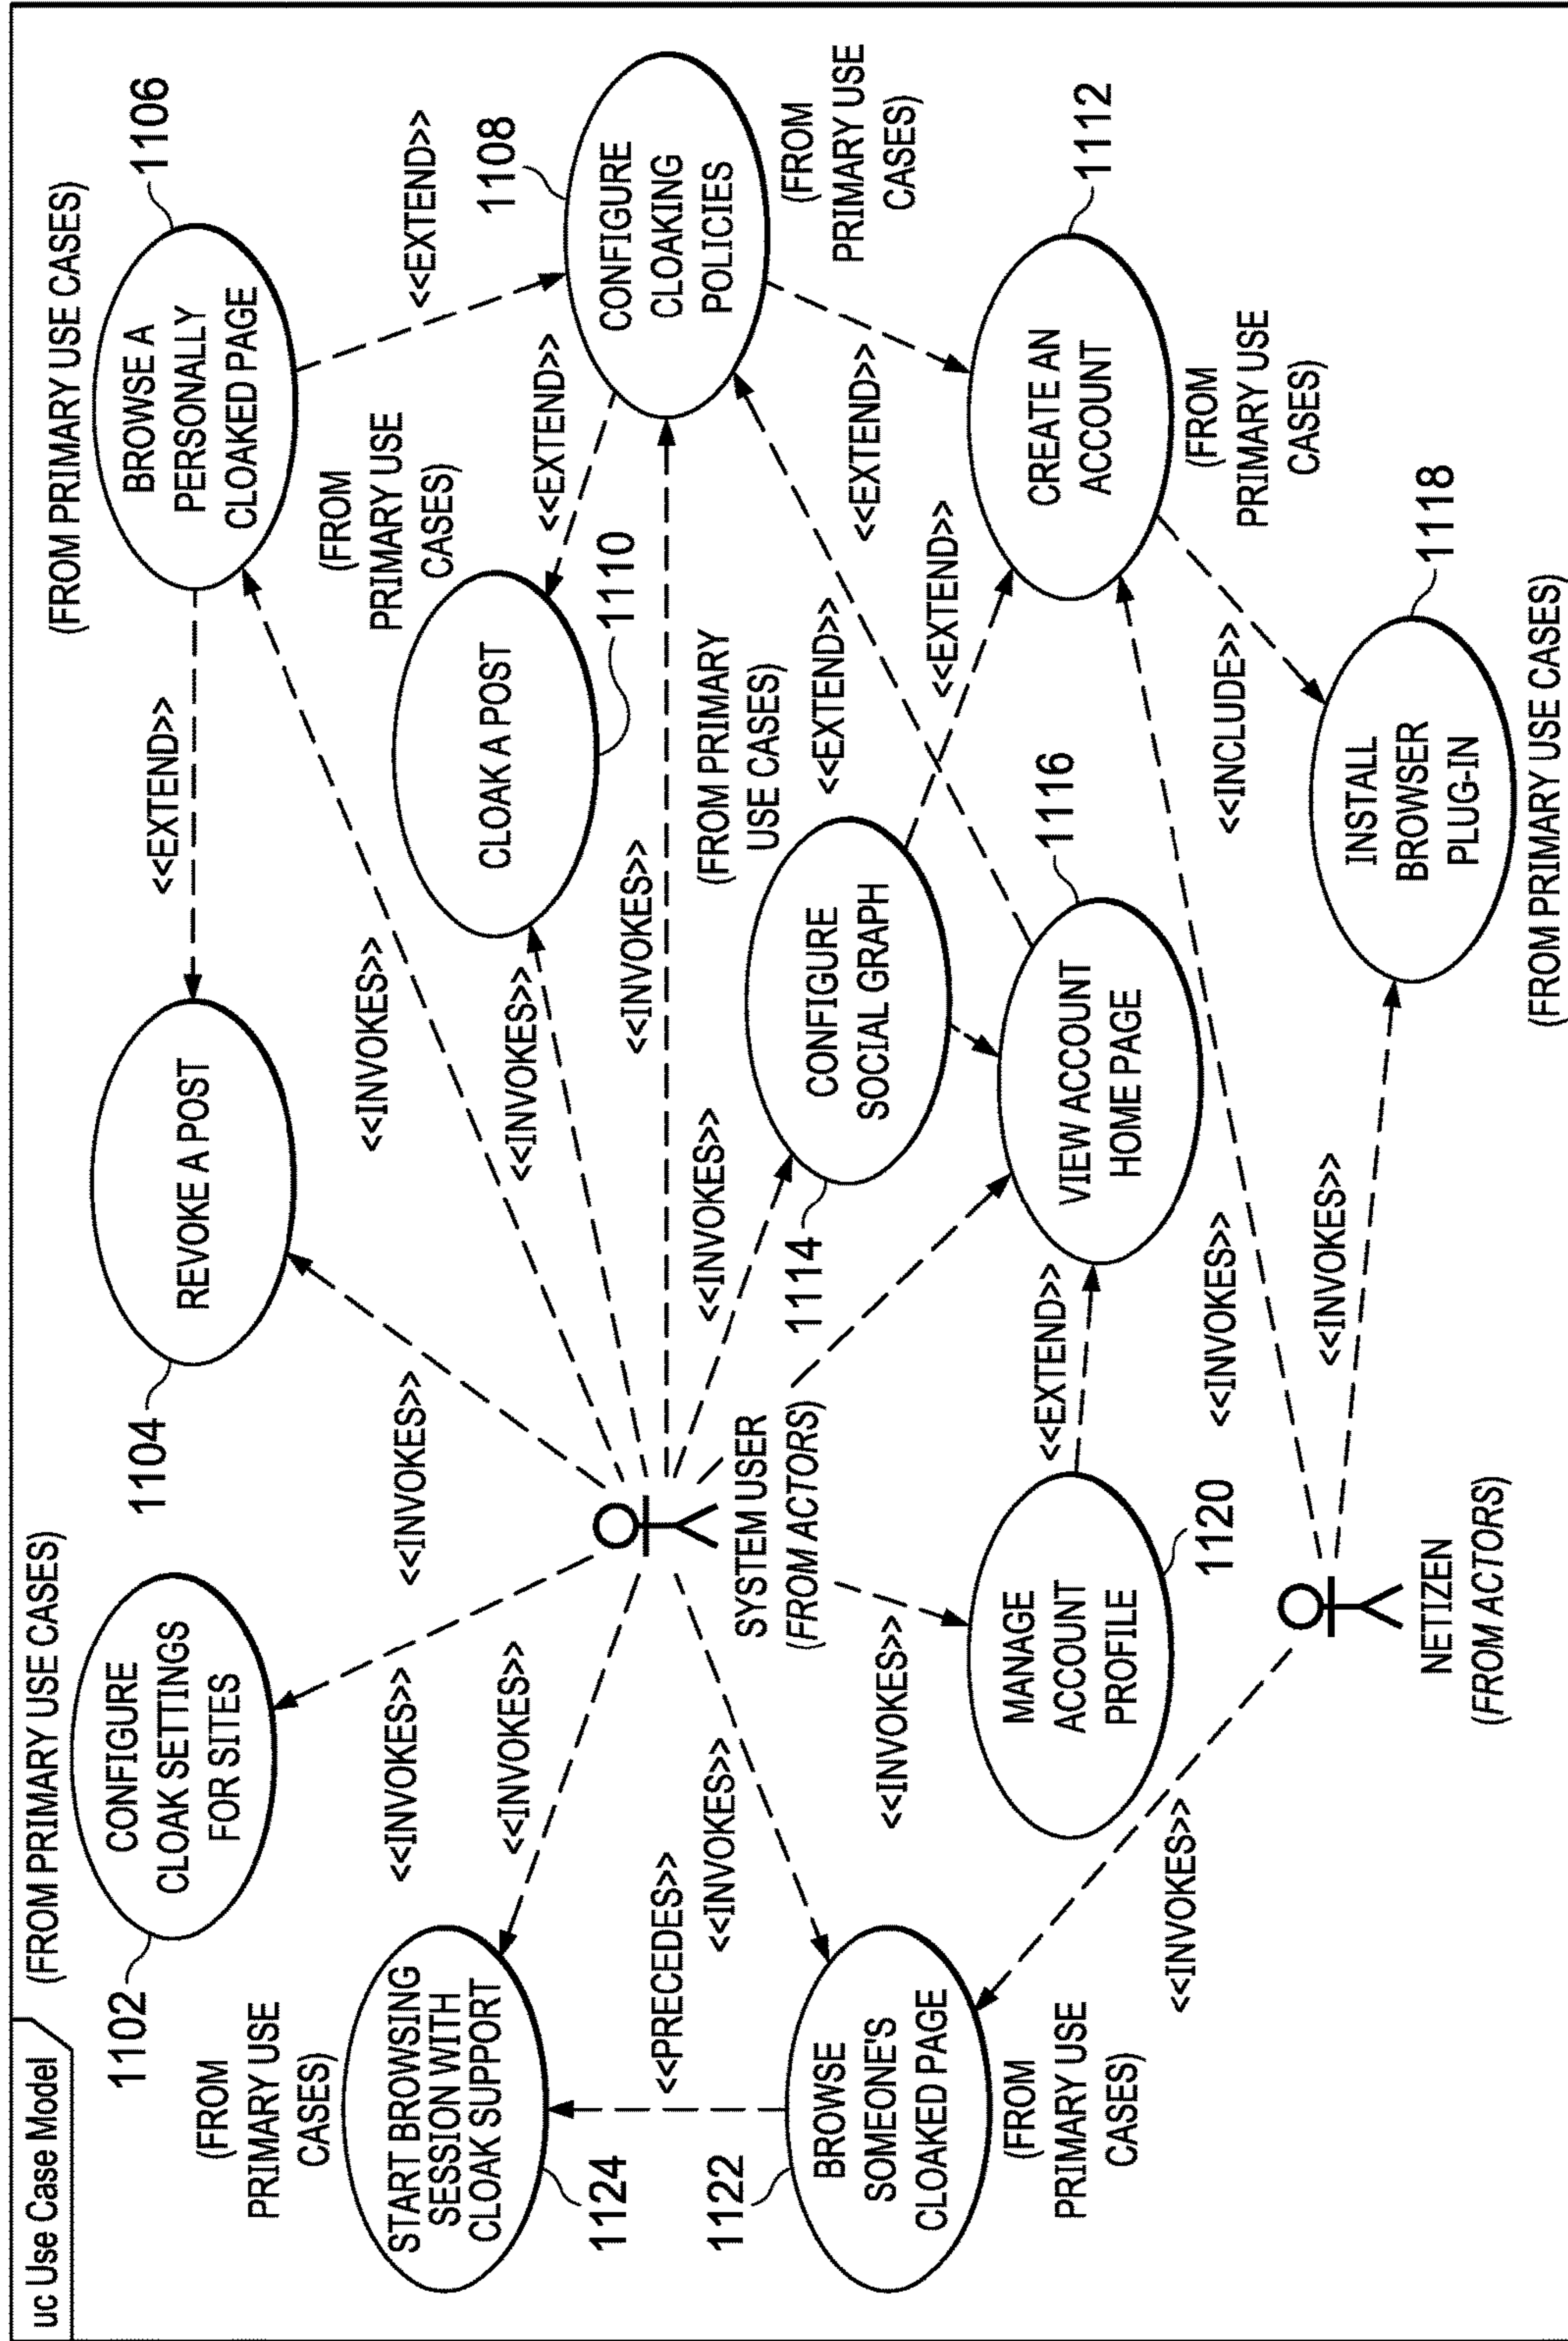 uc Use Case Model
(FROM PRIMARY USE CASES)
(FROM PRIMARY USE CASES)
1102
CONFIGURE
CLOAK SETTINGS
FOR SITES
1104
REVOKE A POST
<<EXTEND>>
BROWSE A
PERSONALLY
CLOAKED PAGE
1106
(FROM
PRIMARY USE
CASES)
START BROWSING
SESSION WITH
CLOAK SUPPORT
1124
<<INVOKES>>
<<INVOKES>>
<<INVOKES>>
<<INVOKES>>
<<INVOKES>>
(FROM
PRIMARY USE
CASES)
<<EXTEND>>
CLOAK A POST
1110
<<EXTEND>>
1108
CONFIGURE
CLOAKING
POLICIES
(FROM
PRIMARY USE
CASES)
<<PRECEDES>>
<<INVOKES>>
SYSTEM USER
(FROM ACTORS)
<<INVOKES>>
<<INVOKES>>
(FROM PRIMARY
USE CASES)
1114
CONFIGURE
SOCIAL GRAPH
<<EXTEND>>
<<EXTEND>>
<<EXTEND>>
1122
BROWSE
SOMEONE'S
CLOAKED PAGE
(FROM
PRIMARY USE
CASES)
<<INVOKES>>
MANAGE
ACCOUNT
PROFILE
1120
<<EXTEND>>
VIEW ACCOUNT
HOME PAGE
1116
CREATE AN
ACCOUNT
1112
(FROM
PRIMARY USE
CASES)
<<INVOKES>>
<<INVOKES>>
<<INVOKES>>
<<INCLUDE>>
NETIZEN
(FROM ACTORS)
INSTALL
BROWSER
PLUG-IN
1118
(FROM PRIMARY USE CASES)